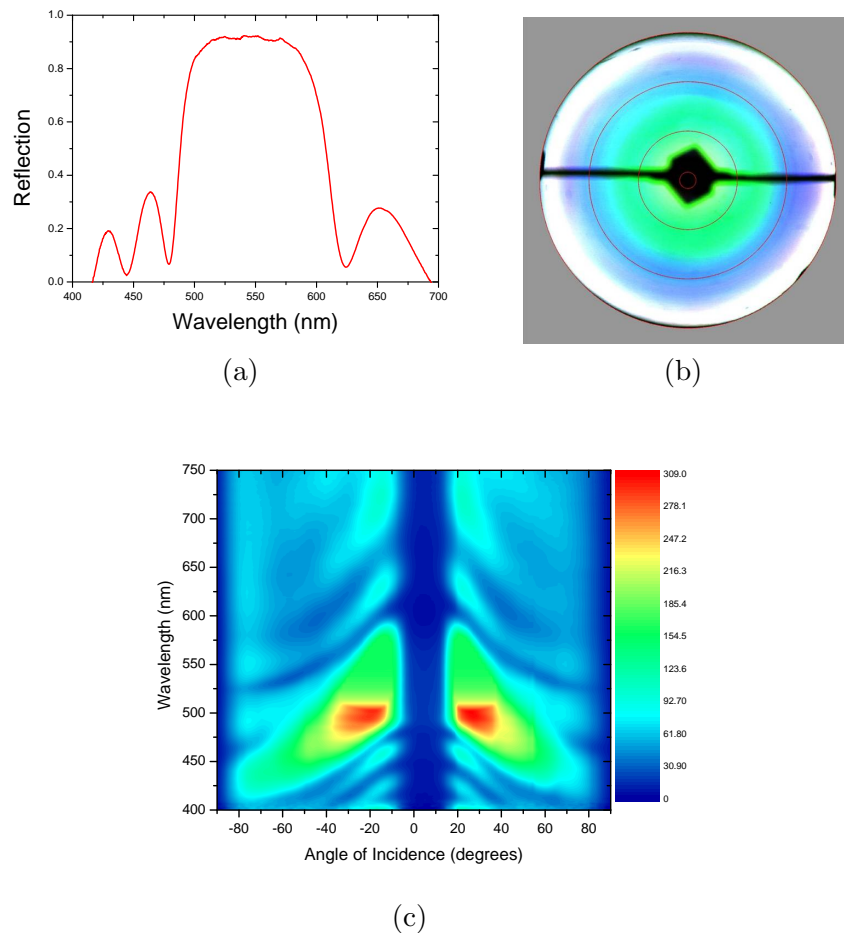 1.0
0.8
0.6
0.4
0.2
0.0
Reflection
400 450 500 550 600 650 700
Wavelength (nm)
(a)
(b)
750
700
650
600
550
500
450
400
Wavelength (nm)
-80 -60 -40 -20 0 20 40 60 80
Angle of Incidence (degrees)
309.0
278.1
247.2
216.3
185.4
154.5
123.6
92.70
61.80
30.90
0
(c)